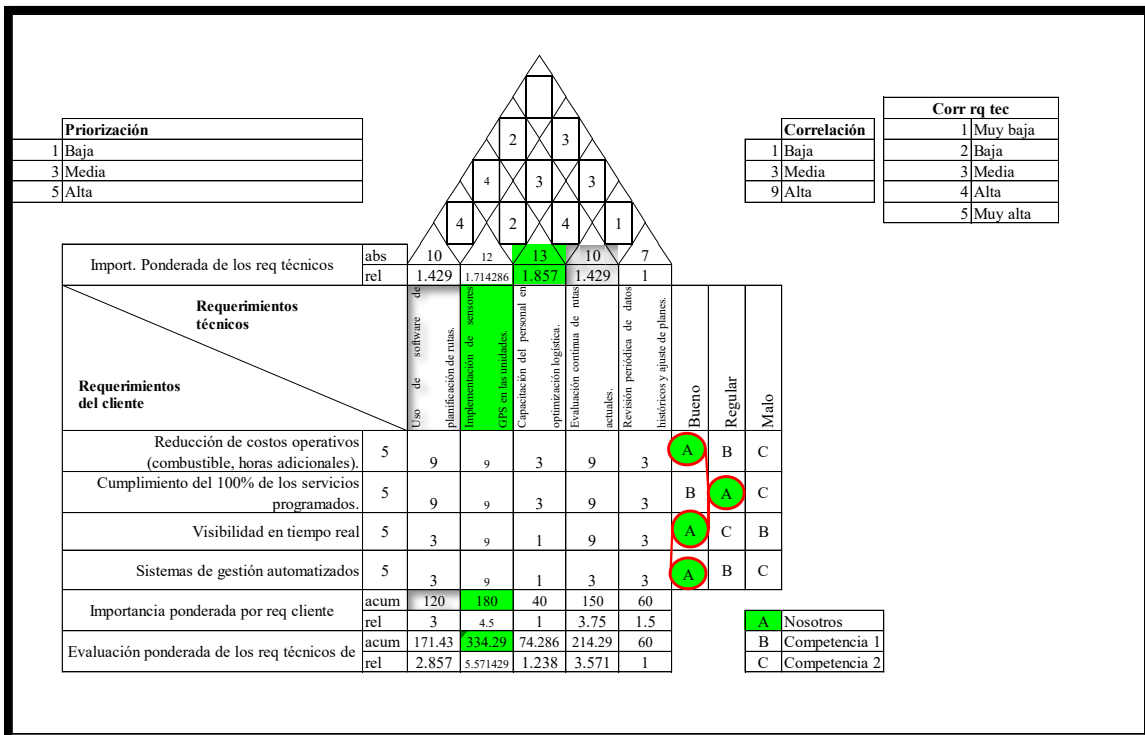 2 3
4 3 3
4 2 4 1
Priorización
1 Baja
3 Media
5 Alta
Correlación
1 Baja
3 Media
9 Alta
Corr rq tec
1 Muy baja
2 Baja
3 Media
4 Alta
5 Muy alta
Import. Ponderada de los req técnicos
abs 10 12 13 10 7
rel 1.429 1.714286 1.857 1.429 1
Requerimientos
técnicos
Requerimientos
del cliente
Uso de software de
planificación de rutas.
Implementación de sensores
GPS en las unidades.
Capacitación del personal en
optimización logística.
Evaluación continua de rutas
actuales.
Revisión periódica de datos
históricos y ajuste de planes.
Bueno
Regular
Malo
Reducción de costos operativos
(combustible, horas adicionales).
5 9 9 3 9 3 A B C
Cumplimiento del 100% de los servicios
programados.
5 9 9 3 9 3 B A C
Visibilidad en tiempo real 5 3 9 1 9 3 A C B
Sistemas de gestión automatizados 5 3 9 1 3 3 A B C
Importancia ponderada por req cliente
acum 120 180 40 150 60
rel 3 4.5 1 3.75 1.5
Evaluación ponderada de los req técnicos de
acum 171.43 334.29 74.286 214.29 60
rel 2.857 5.571429 1.238 3.571 1
A Nosotros
B Competencia 1
C Competencia 2